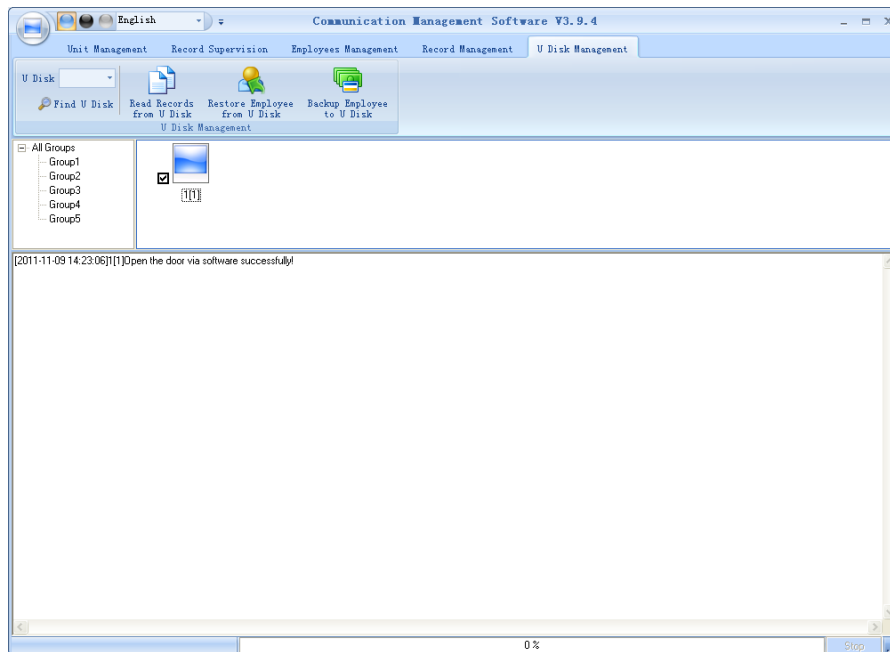 English
Communication Management Software V3.9.4
Unit Management
Record Supervision
Employees Management
Record Management
U Disk Management
U Disk
Find U Disk
Read Records
from U Disk
Restore Employee
from U Disk
Backup Employee
to U Disk
U Disk Management
All Groups
Group1
Group2
Group3
Group4
Group5
1[1]
[2011-11-09 14:23:06]1[1]Open the door via software successfully!
0 %
Stop